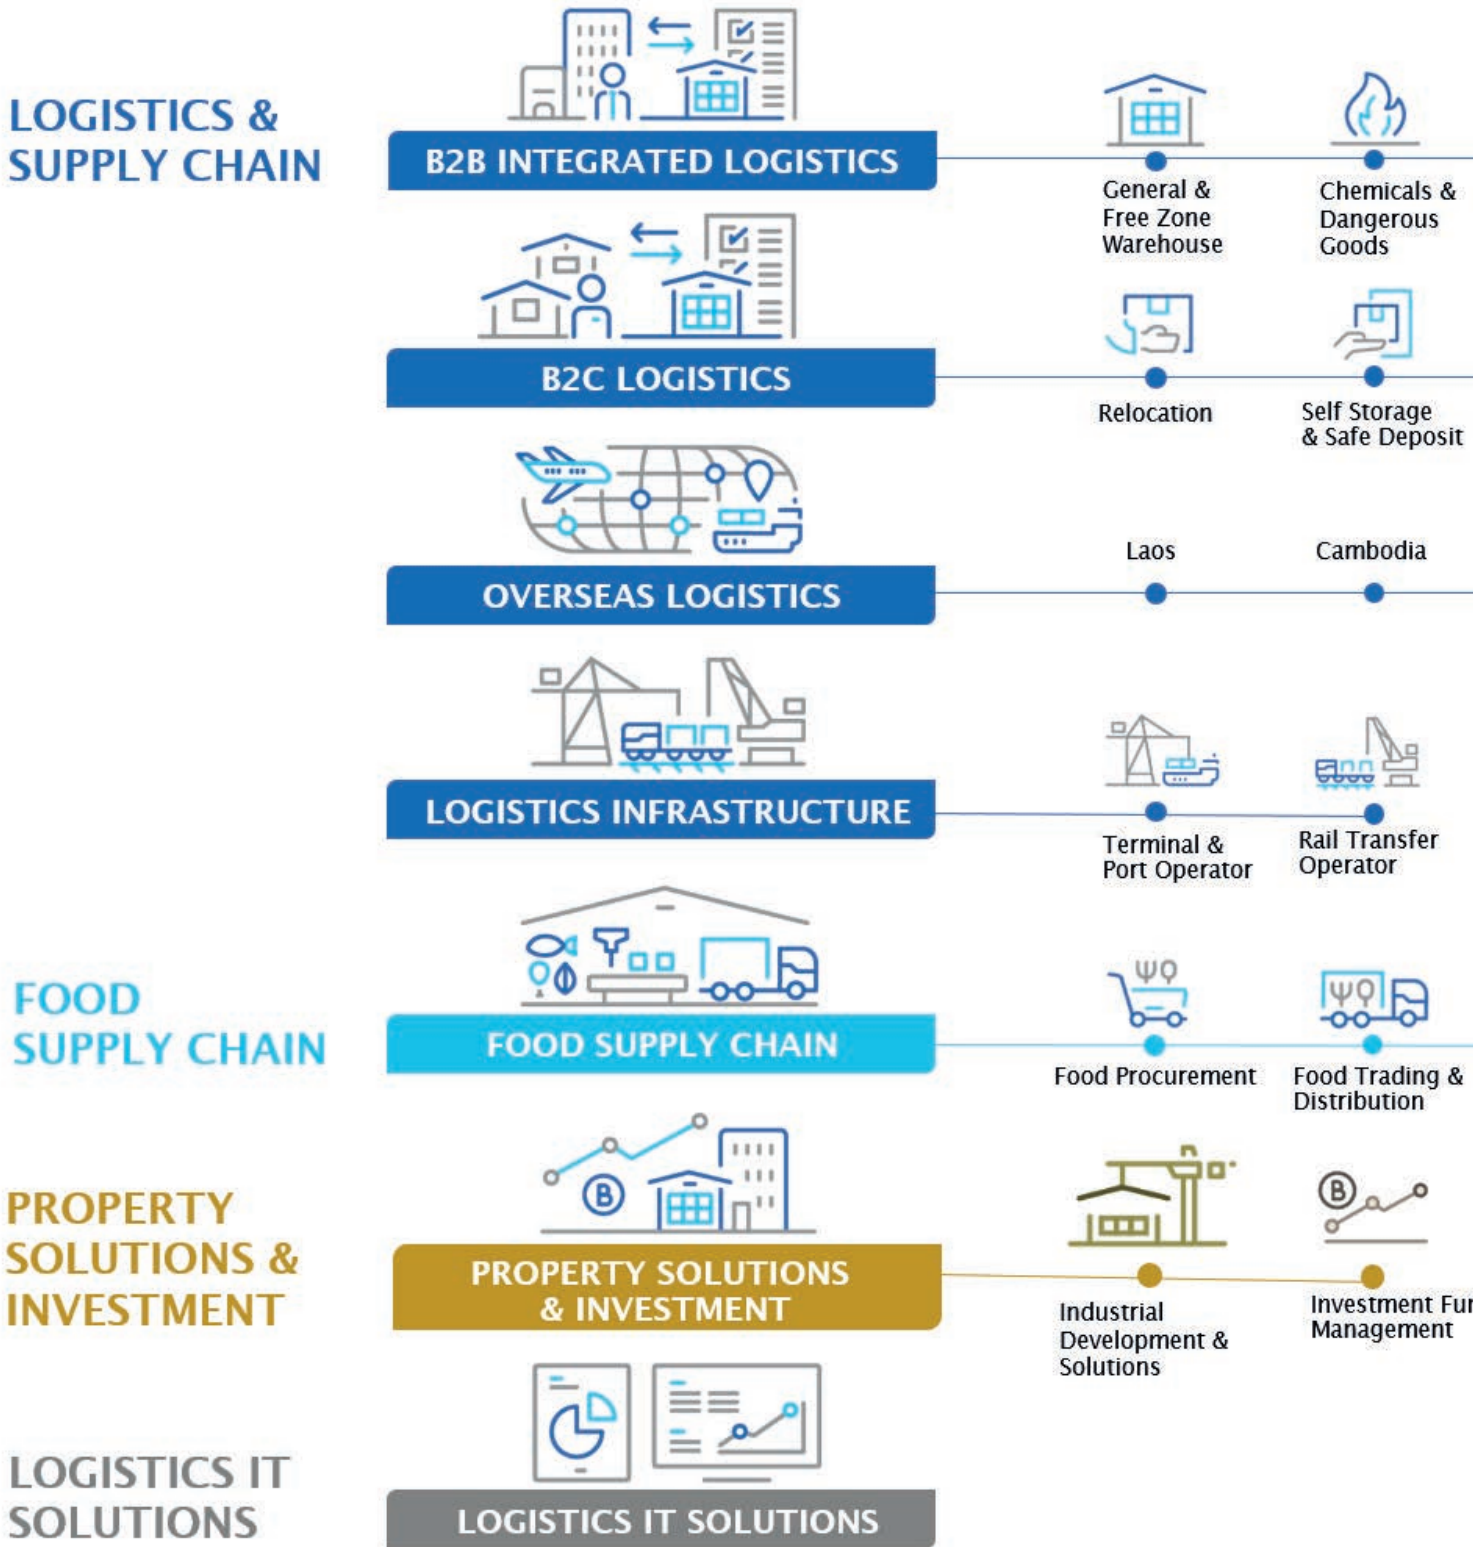 LOGISTICS &
SUPPLY CHAIN
B2B INTEGRATED LOGISTICS
General &
Free Zone
Warehouse
Chemicals &
Dangerous
Goods
B2C LOGISTICS
Relocation
Self Storage
& Safe Deposit
OVERSEAS LOGISTICS
Laos
Cambodia
LOGISTICS INFRASTRUCTURE
Terminal &
Port Operator
Rail Transfer
Operator
FOOD
SUPPLY CHAIN
FOOD SUPPLY CHAIN
Food Procurement
Food Trading &
Distribution
PROPERTY
SOLUTIONS &
INVESTMENT
B
PROPERTY SOLUTIONS
& INVESTMENT
Industrial
Development &
Solutions
B
Investment
Management
LOGISTICS IT
SOLUTIONS
LOGISTICS IT SOLUTIONS